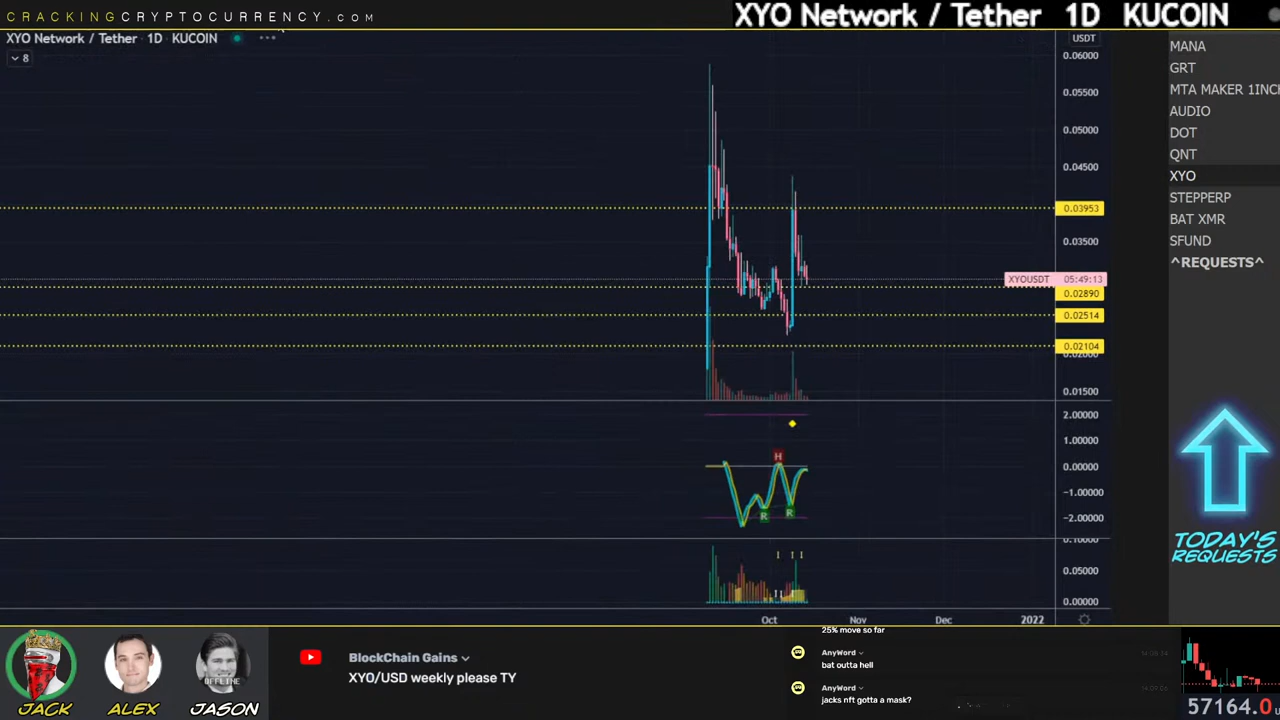 CRACKINGCRYPTOCURRENCY.com
XYO Network / Tether 1D KUCOIN
XYO Network / Tether · 1D · KUCOIN
8
USDT
0.06000
0.05500
0.05000
0.04500
0.03953
0.03500
XYOUSDT 05:49:13
0.02890
0.02514
0.02104
0.02000
0.01500
2.00000
1.00000
0.00000
-1.00000
-2.00000
H
R
R
0.10000
0.05000
0.00000
Oct Nov Dec 2022
MANA
GRT
MTA MAKER 1INCH
AUDIO
DOT
QNT
XYO
STEPPERP
BAT XMR
SFUND
^REQUESTS^
TODAY'S
REQUESTS
JACK
ALEX
OFFLINE
JASON
BlockChain Gains
XYO/USD weekly please TY
25% move so far
AnyWord
bat outta hell
AnyWord
jacks nft gotta a mask?
57164.0